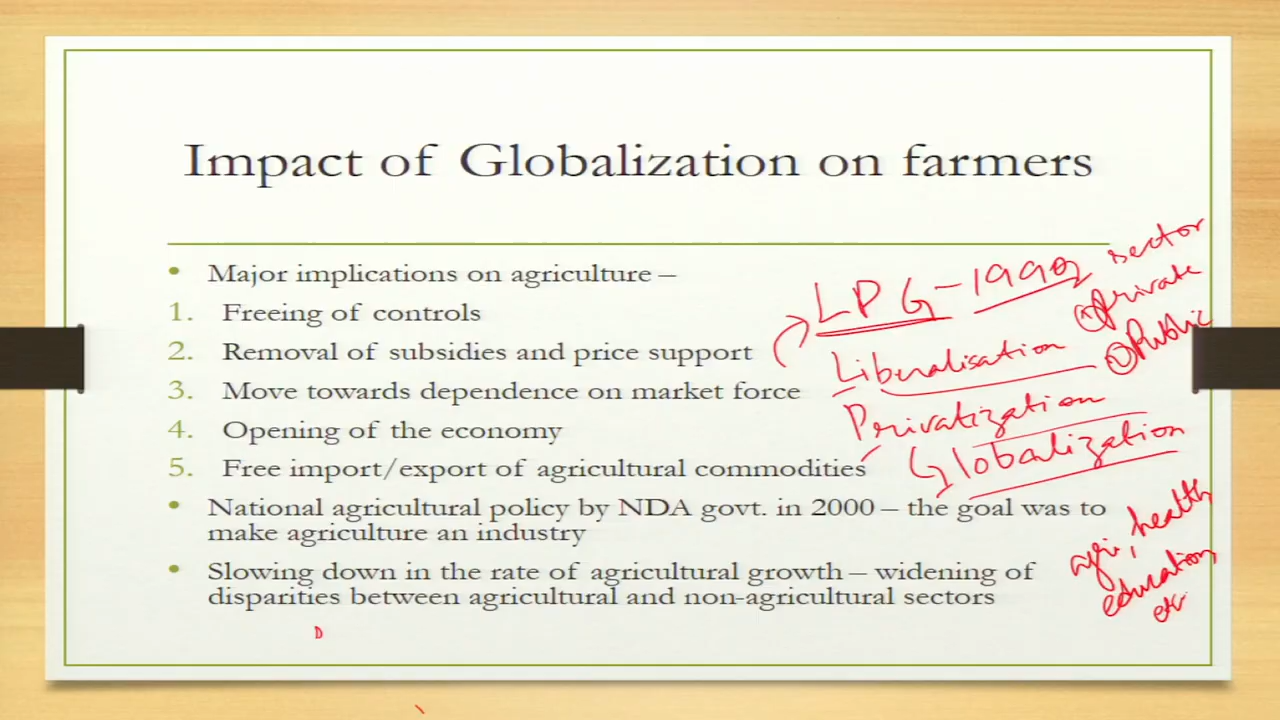 Impact of Globalization on farmers
• Major implications on agriculture –
1. Freeing of controls
2. Removal of subsidies and price support
3. Move towards dependence on market force
4. Opening of the economy
5. Free import/export of agricultural commodities
• National agricultural policy by NDA govt. in 2000 – the goal was to
make agriculture an industry
• Slowing down in the rate of agricultural growth – widening of
disparities between agricultural and non-agricultural sectors
LPG -
Liberalisation
Privatization
Globalization
sector
Private
Public
agri, health
education,
etc